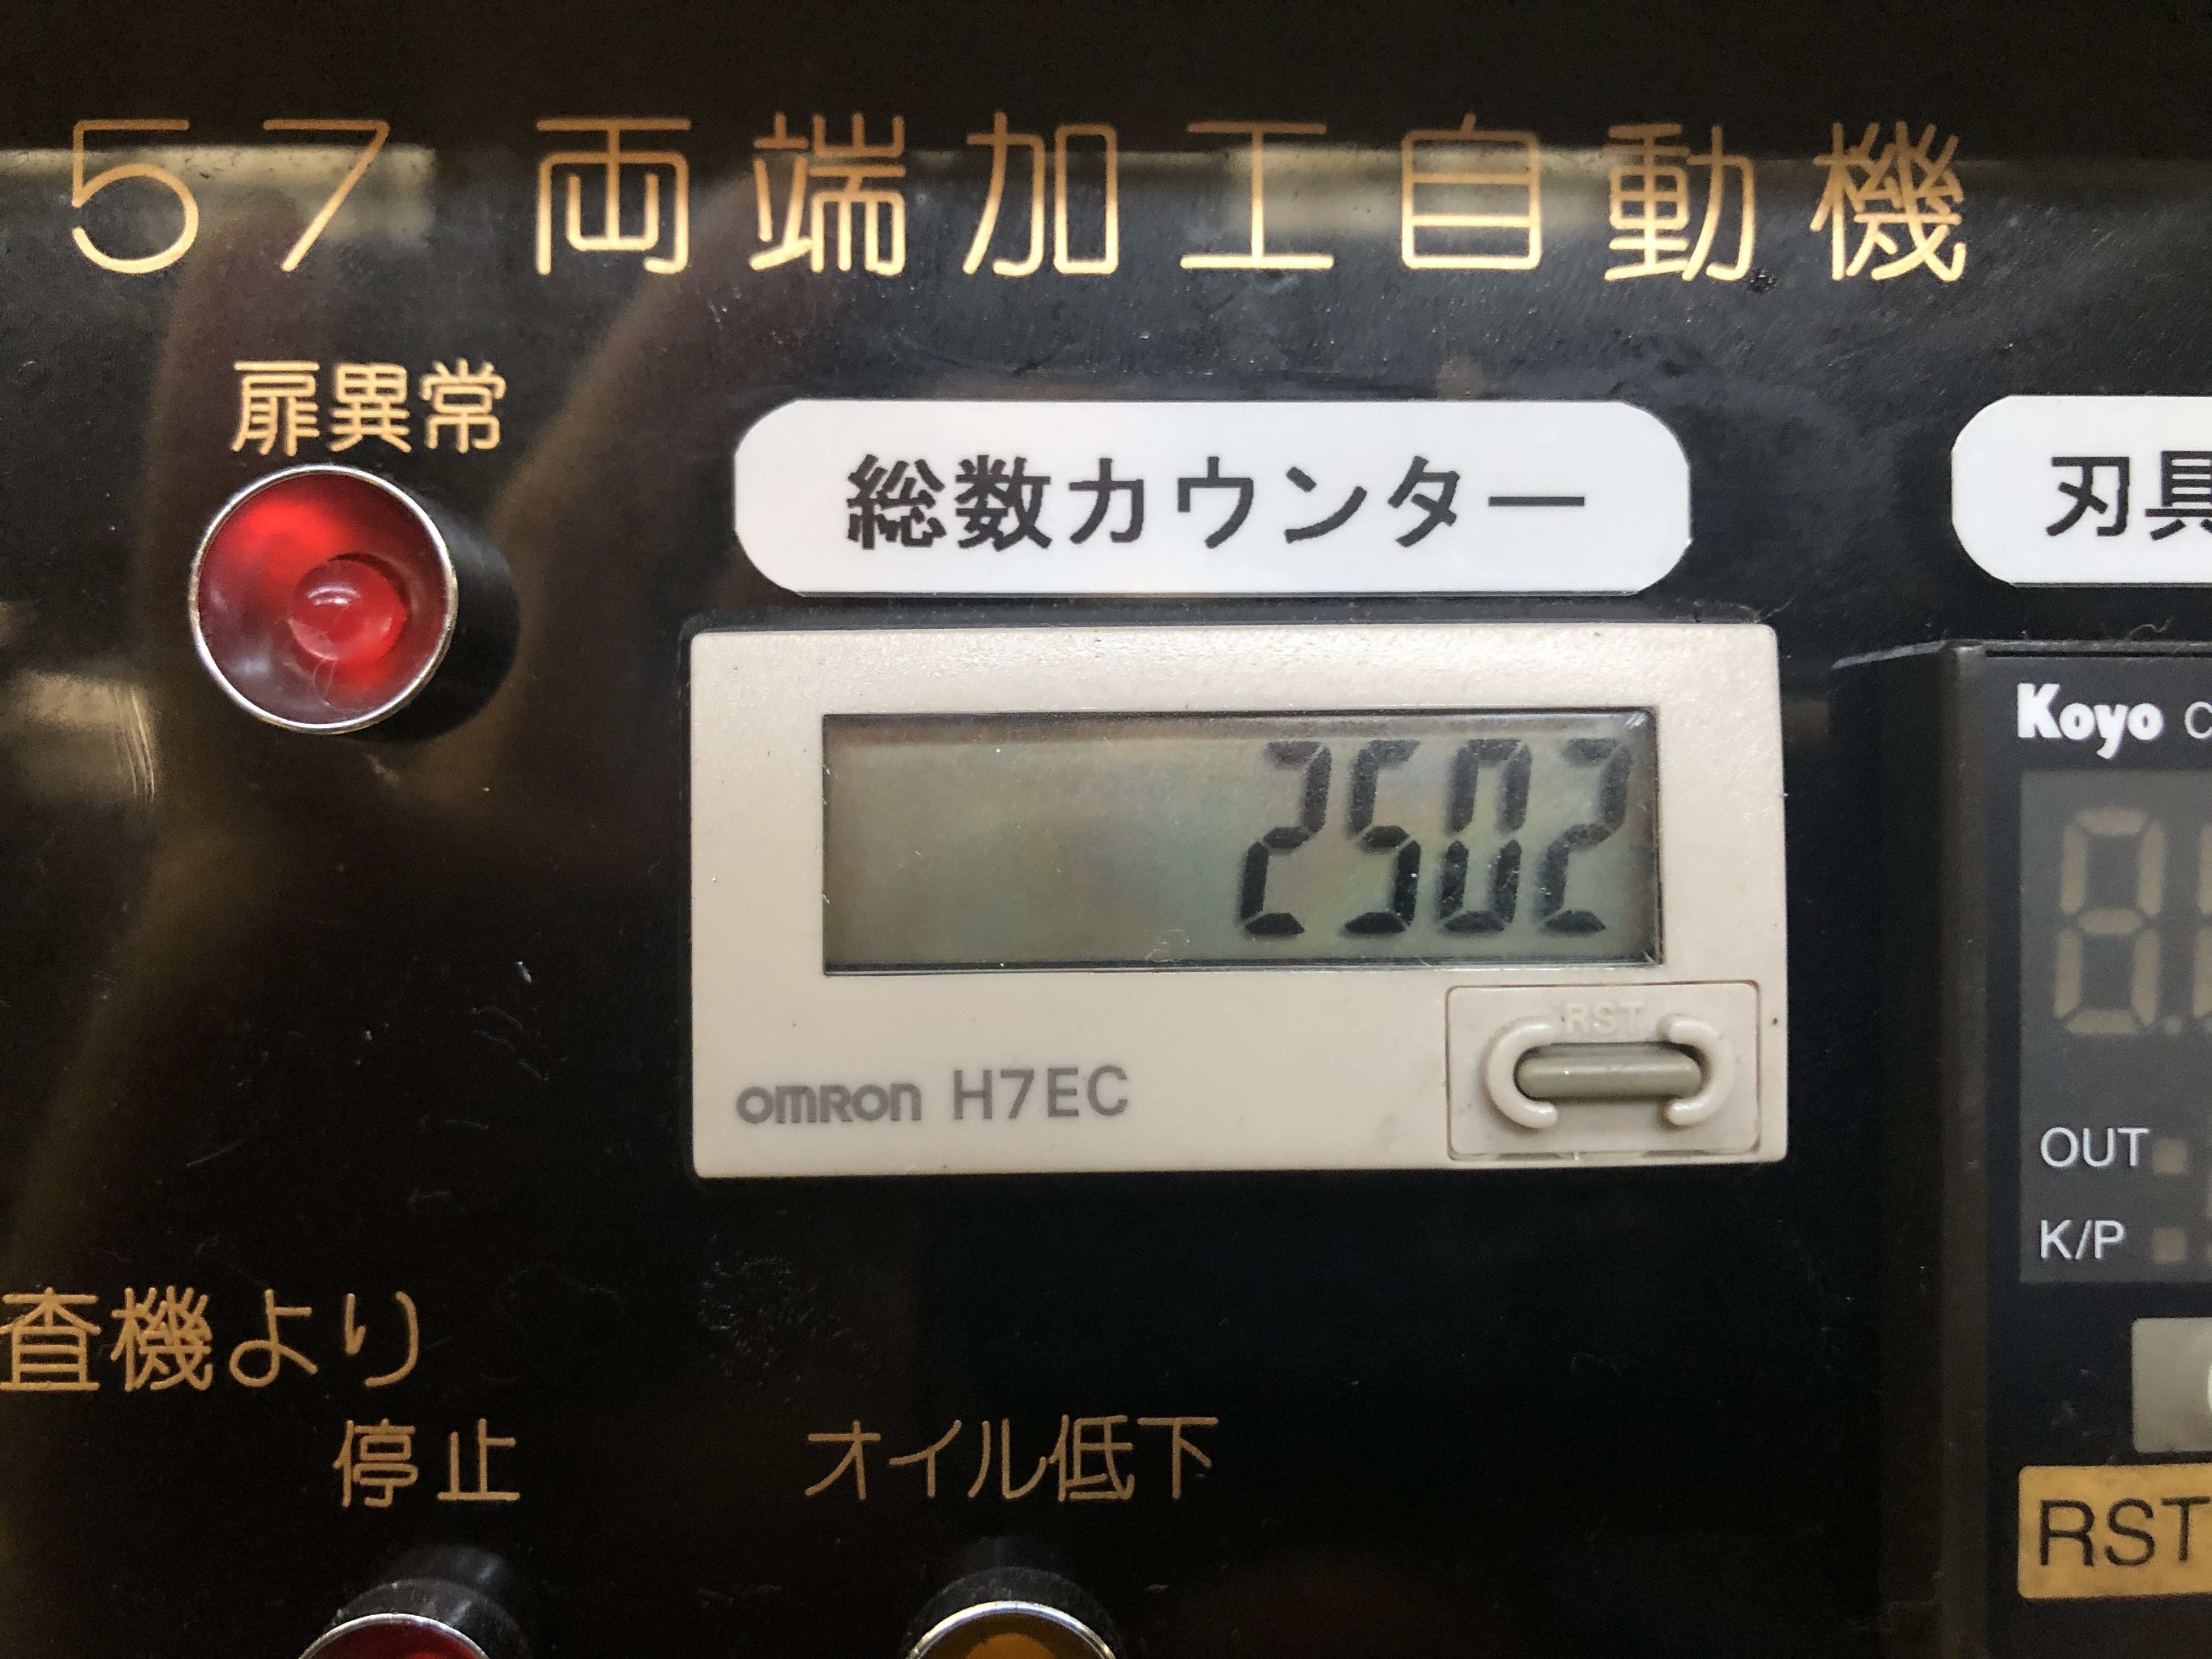 57 両端加工自動機
扉異常
総数カウンター
刃具
2502
RST
OMRON H7EC
Koyo
OUT
K/P
RST
査機より
停止
オイル低下